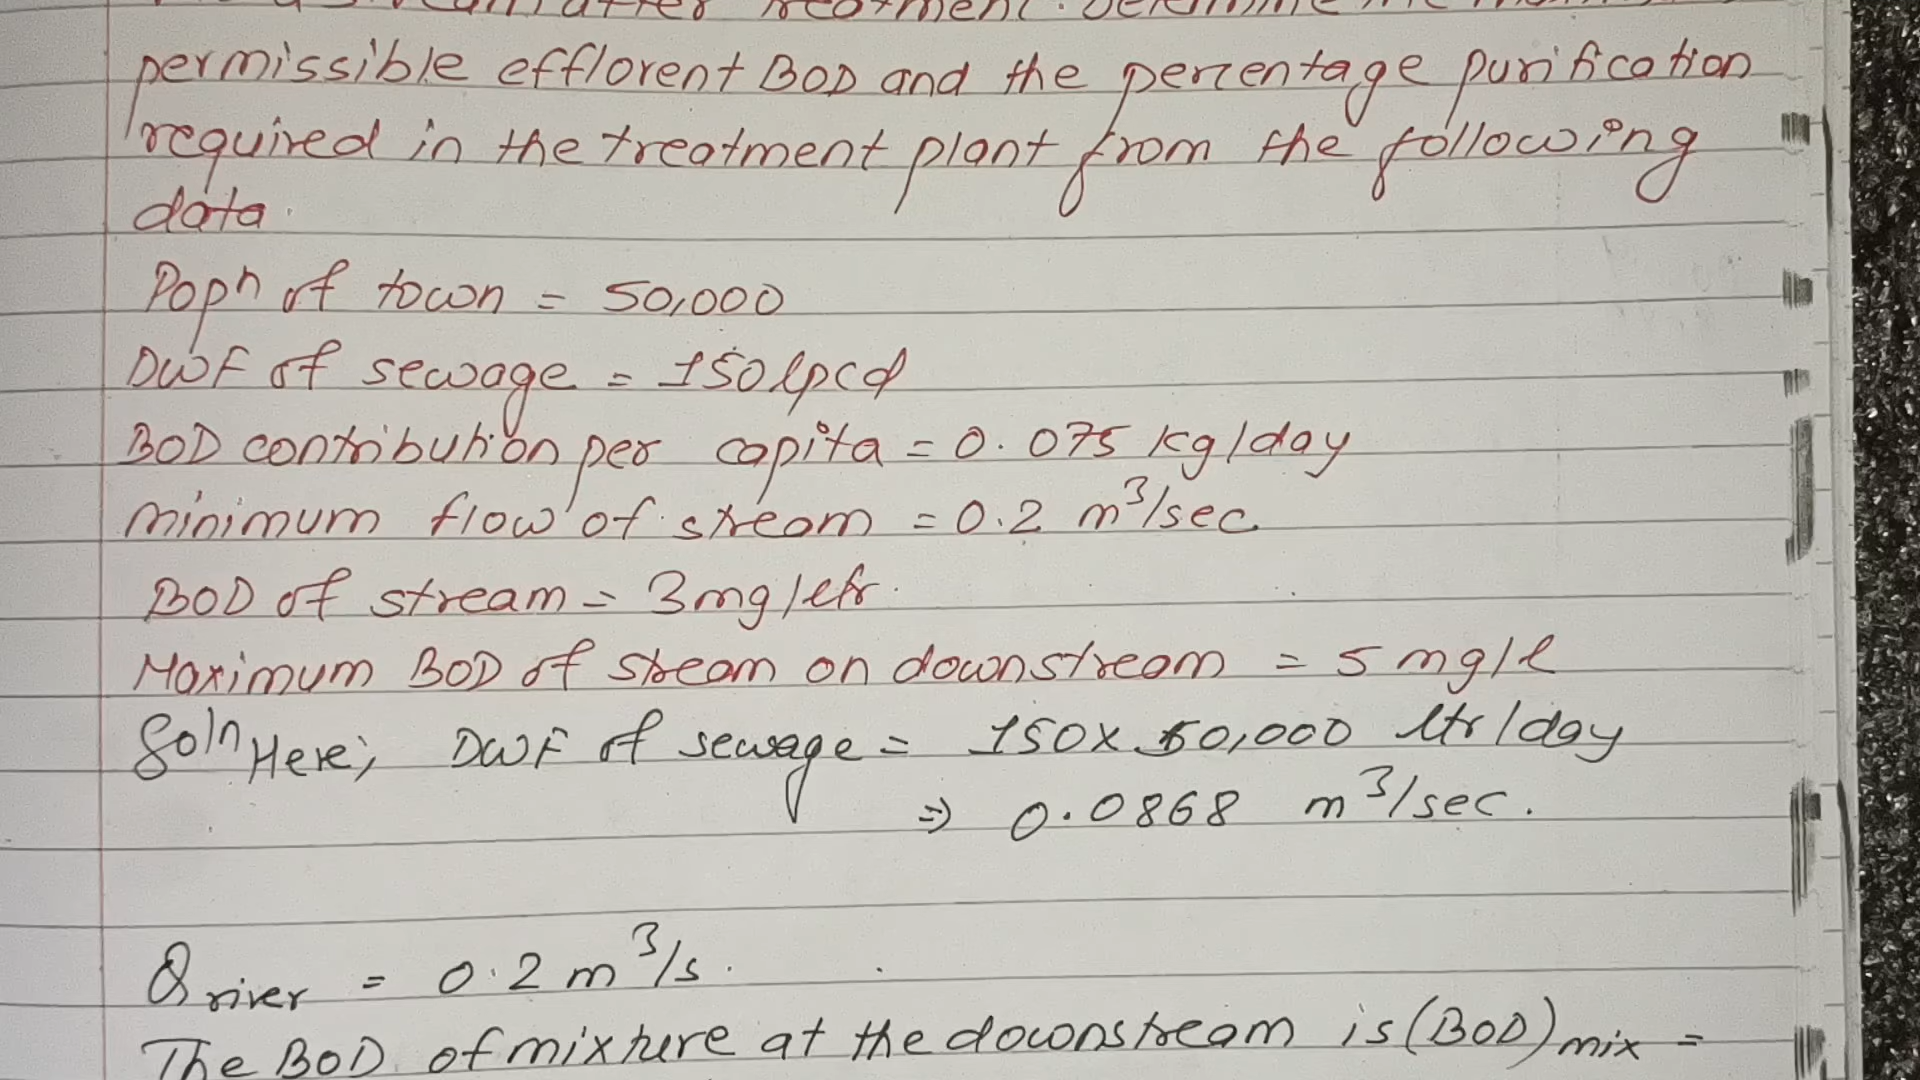 permissible efflorent BOD and the percentage purification
required in the treatment plant from the following
data.
Popn of town = 50,000
DWF of sewage = 150 lpcd
BOD contribution per capita = 0.075 kg/day
minimum flow of stream = 0.2 m³/sec
BOD of stream = 3mg/ltr.
Maximum BOD of stream on downstream = 5 mg/l
Soln Here; DWF of sewage = 150 x 50,000 ltr/day
⇒ 0.0868 m³/sec.
Q river = 0.2 m³/s.
The BOD of mixture at the downstream is (BOD) mix =